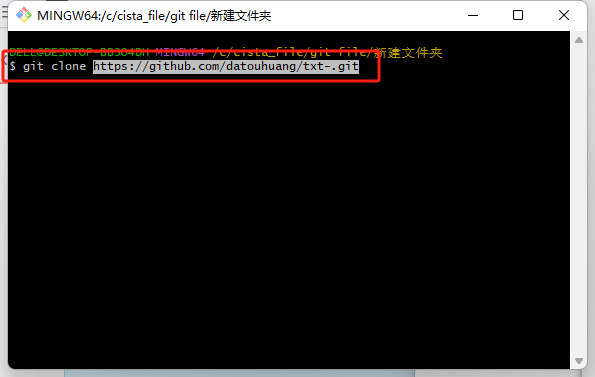 MINGW64:/c/cista_file/git file/新建文件夹
DELL@DESKTOP-BB3O4DH MINGW64 /c/cista_file/git file/新建文件夹
$ git clone https://github.com/datouhuang/txt-.git